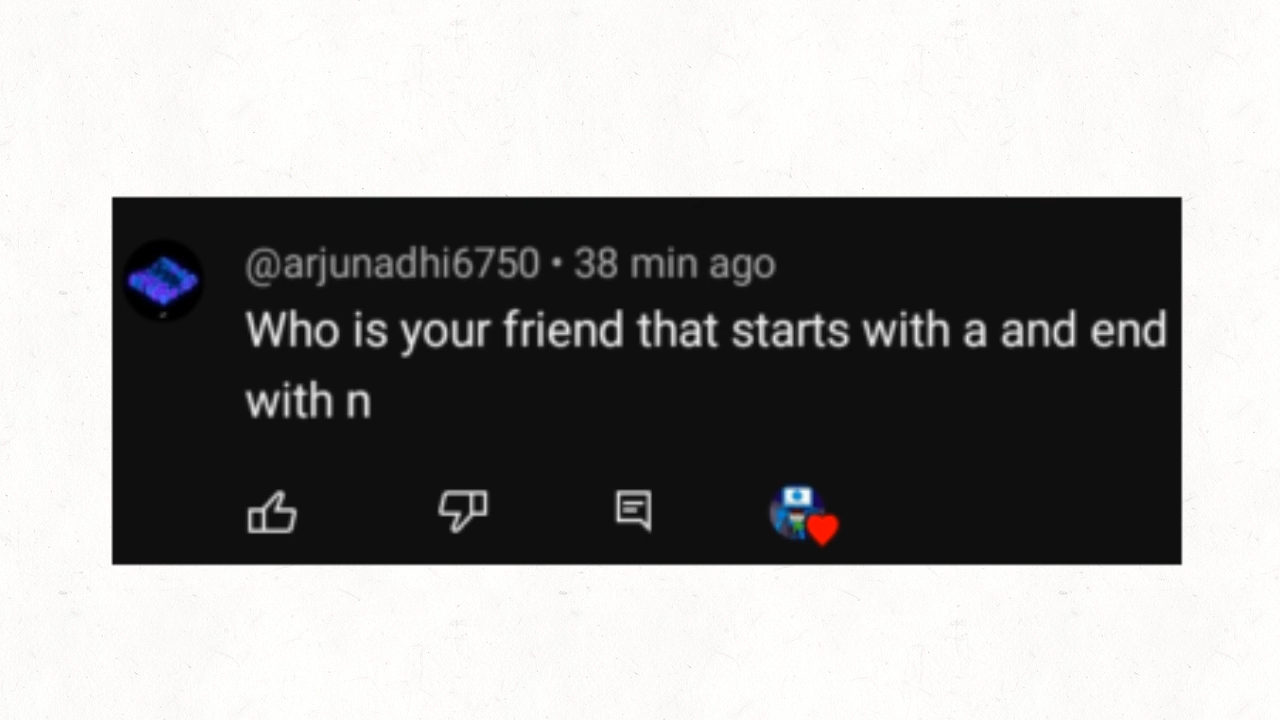 @arjunadhi6750 • 38 min ago
Who is your friend that starts with a and end
with n